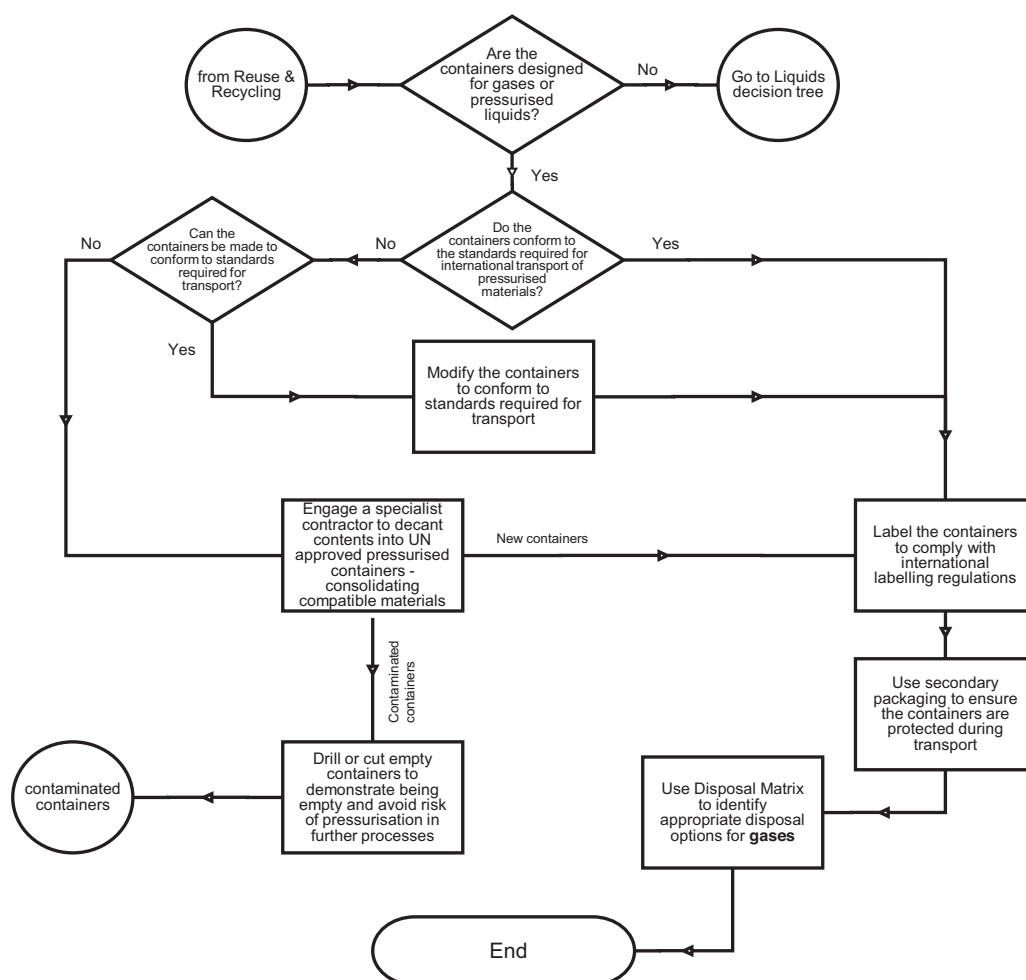 from Reuse &
Recycling
Are the
containers designed
for gases or
pressurised
liquids?
No
Go to Liquids
decision tree
Yes
Can the
containers be made to
conform to standards
required for
transport?
No
Do the
containers conform to
the standards required for
international transport of
pressurised
materials?
No
Yes
Yes
Modify the containers
to conform to
standards required for
transport
Engage a specialist
contractor to decant
contents into UN
approved pressurised
containers -
consolidating
compatible materials
New containers
Label the containers
to comply with
international
labelling regulations
Contaminated
containers
Use secondary
packaging to ensure
the containers are
protected during
transport
Drill or cut empty
containers to
demonstrate being
empty and avoid risk
of pressurisation in
further processes
contaminated
containers
Use Disposal Matrix
to identify
appropriate disposal
options for gases
End